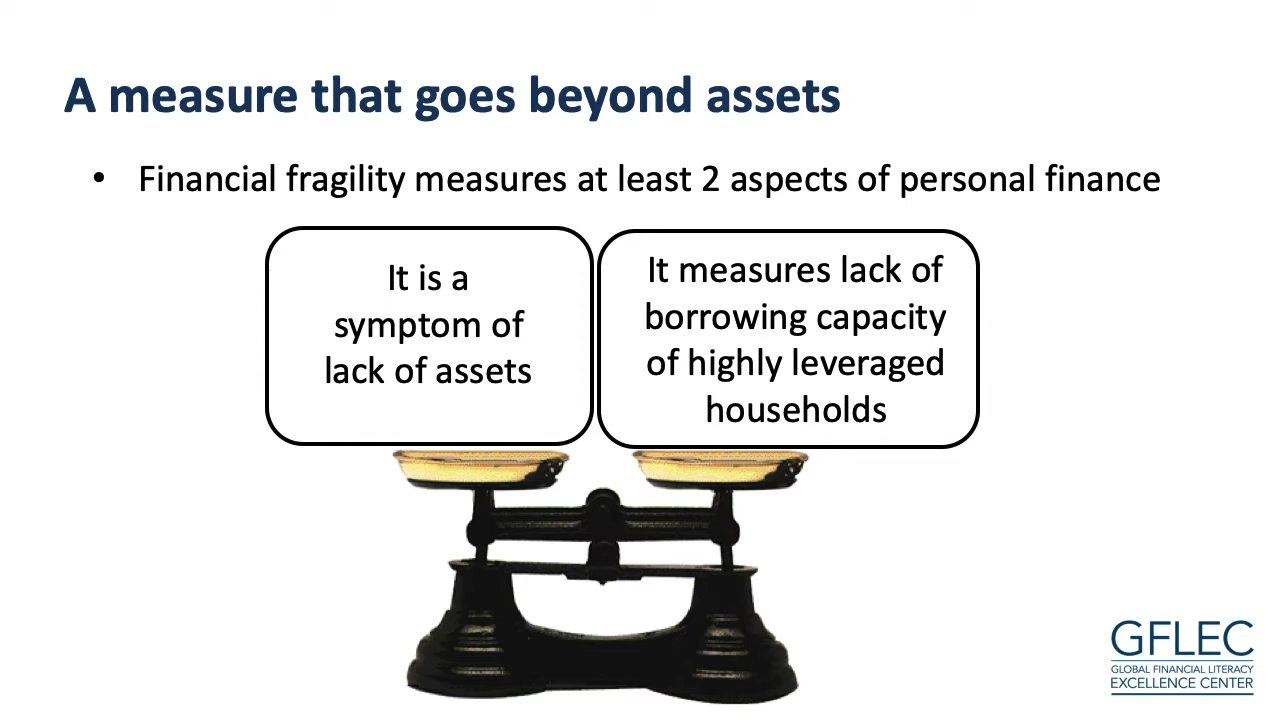 A measure that goes beyond assets
• Financial fragility measures at least 2 aspects of personal finance
It is a
symptom of
lack of assets
It measures lack of
borrowing capacity
of highly leveraged
households
GFLEC
GLOBAL FINANCIAL LITERACY
EXCELLENCE CENTER